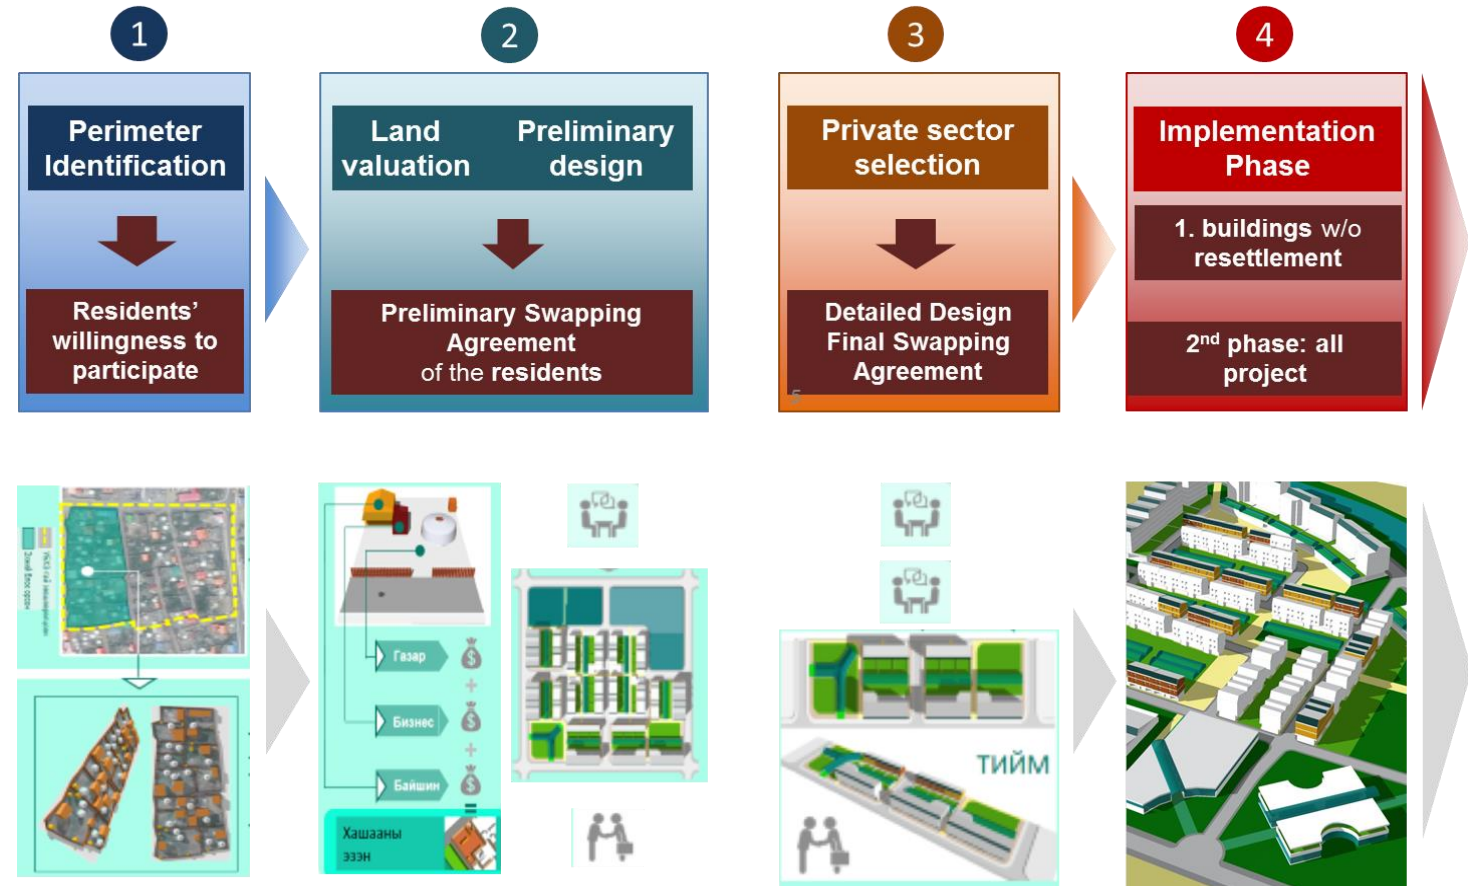 1
2
3
4
Perimeter
Identification
Residents’
willingness to
participate
Land
valuation
Preliminary
design
Preliminary Swapping
Agreement
of the residents
Private sector
selection
Detailed Design
Final Swapping
Agreement
5
Implementation
Phase
1. buildings w/o
resettlement
2nd phase: all
project
Газар
$
+
Бизнес
$
+
Байшин
$
=
Хашааны
эзэн
ТИЙМ